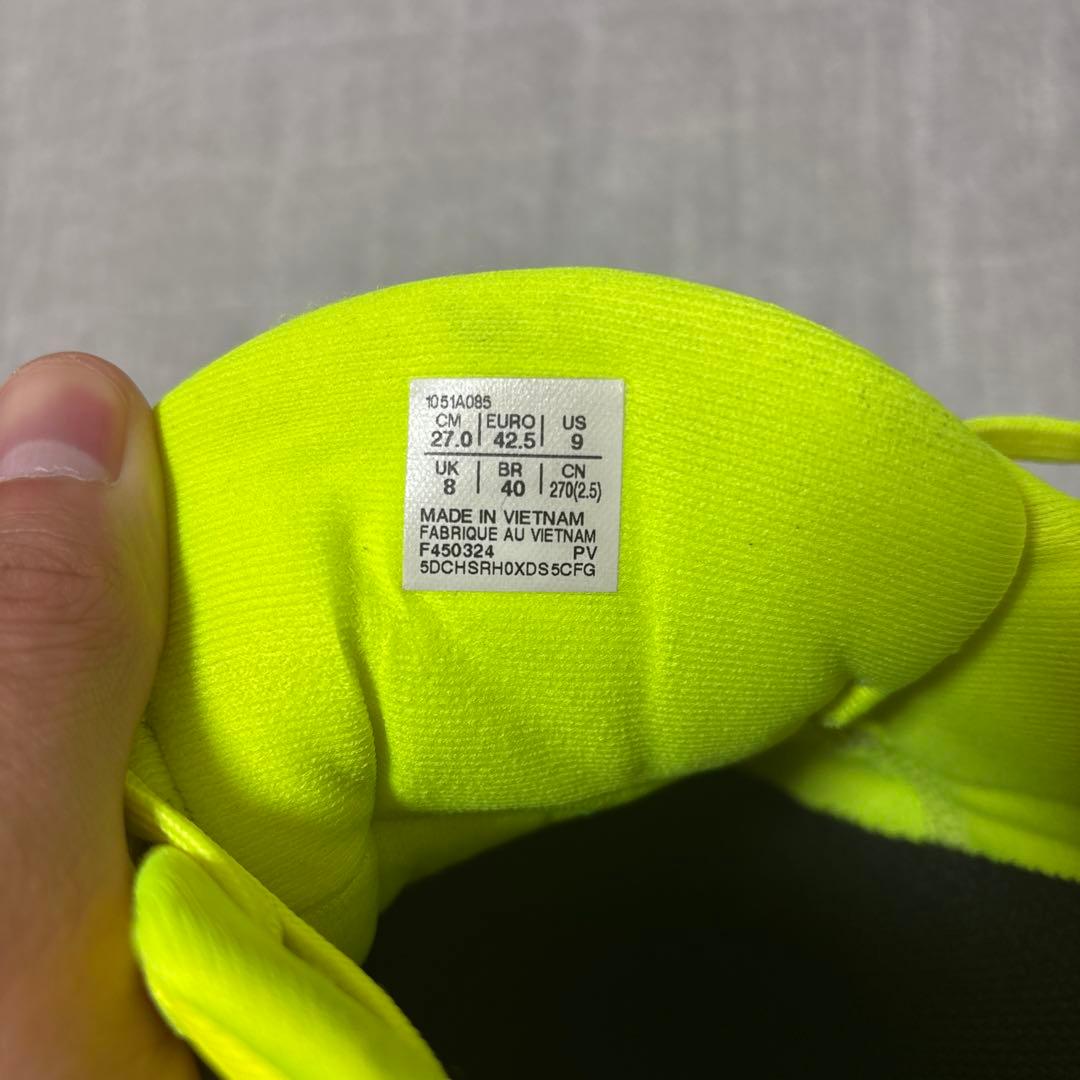 1051A085
CM | EURO | US
27.0 | 42.5 | 9
UK | BR | CN
8 | 40 | 270(2.5)
MADE IN VIETNAM
FABRIQUE AU VIETNAM
F450324 PV
5DCHSRH0XDS5CFG